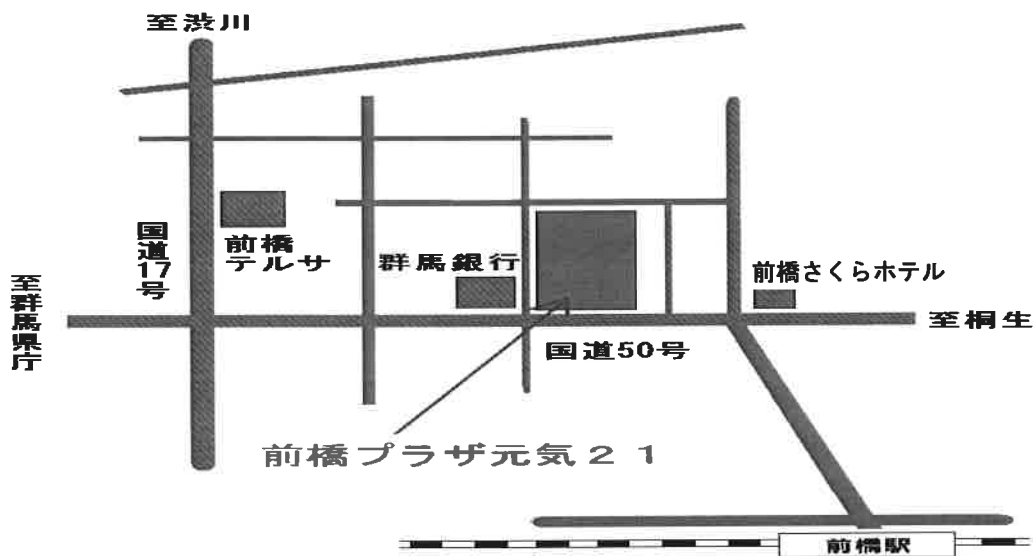 至渋川
国道17号
前橋
テルサ
群馬銀行
前橋さくらホテル
至群馬県庁
至桐生
国道50号
前橋プラザ元気２１
前橋駅